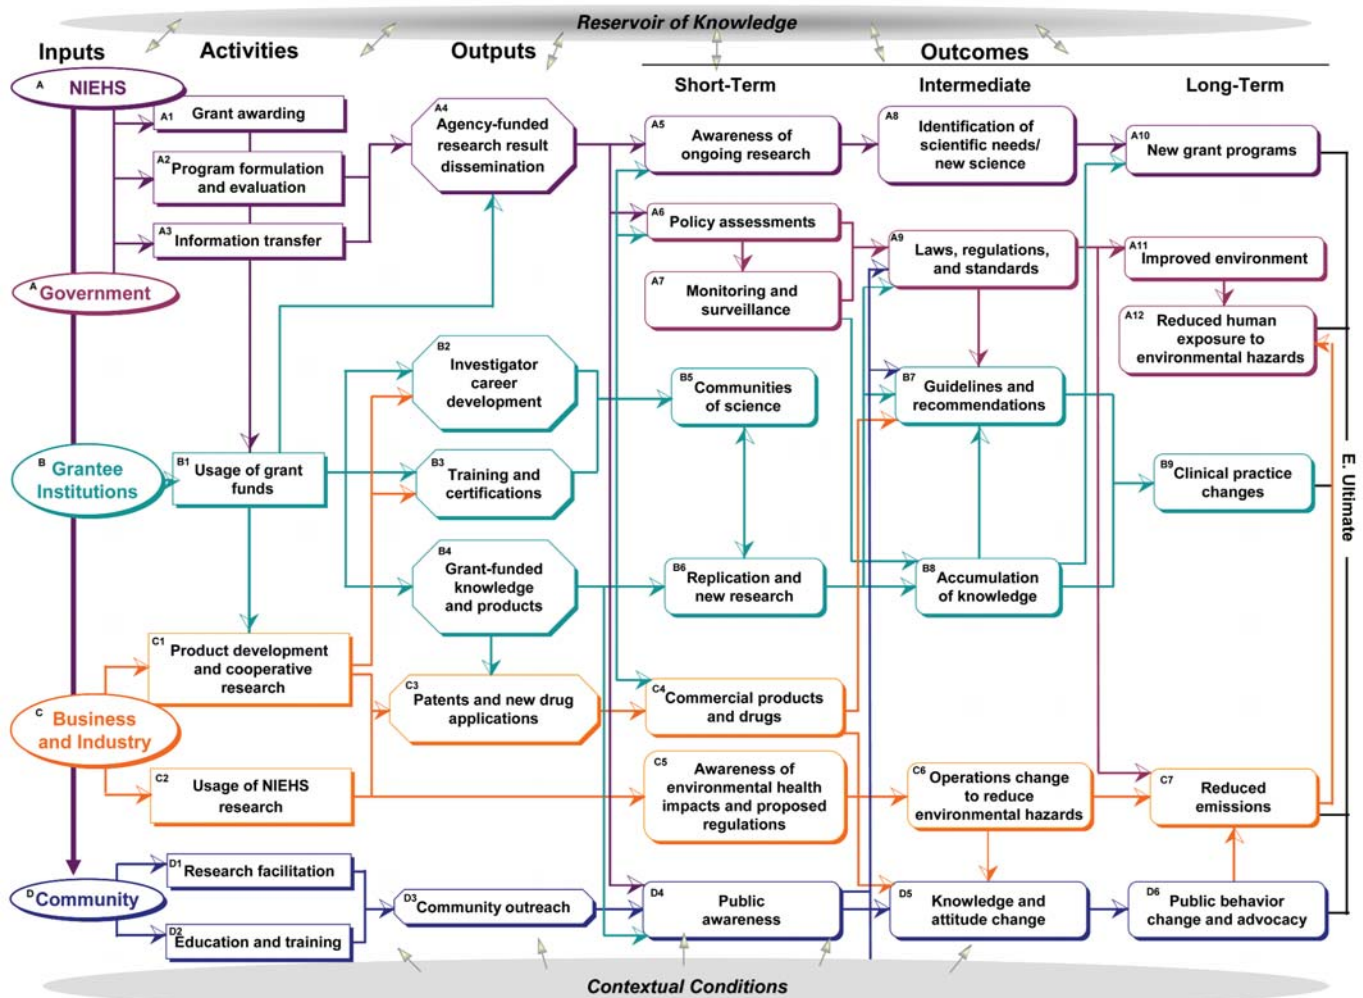 Reservoir of Knowledge
Inputs
Activities
Outputs
Outcomes
Short-Term
Intermediate
Long-Term
A
NIEHS
A1
Grant awarding
A2
Program formulation
and evaluation
A3
Information transfer
A
Government
A4
Agency-funded
research result
dissemination
A5
Awareness of
ongoing research
A6
Policy assessments
A7
Monitoring and
surveillance
A8
Identification of
scientific needs/
new science
A9
Laws, regulations,
and standards
A10
New grant programs
A11
Improved environment
A12
Reduced human
exposure to
environmental hazards
B
Grantee
Institutions
B1
Usage of grant
funds
B2
Investigator
career
development
B3
Training and
certifications
B4
Grant-funded
knowledge
and products
B5
Communities
of science
B6
Replication and
new research
B7
Guidelines and
recommendations
B8
Accumulation
of knowledge
B9
Clinical practice
changes
E. Ultimate
C
Business
and Industry
C1
Product development
and cooperative
research
C2
Usage of NIEHS
research
C3
Patents and new drug
applications
C4
Commercial products
and drugs
C5
Awareness of
environmental health
impacts and proposed
regulations
C6
Operations change
to reduce
environmental hazards
C7
Reduced
emissions
D
Community
D1
Research facilitation
D2
Education and training
D3
Community outreach
D4
Public
awareness
D5
Knowledge and
attitude change
D6
Public behavior
change and advocacy
Contextual Conditions